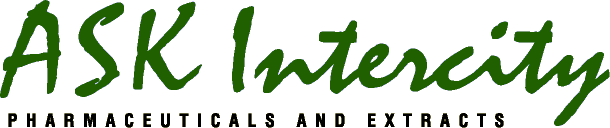 ASK Intercity
PHARMACEUTICALS AND EXTRACTS